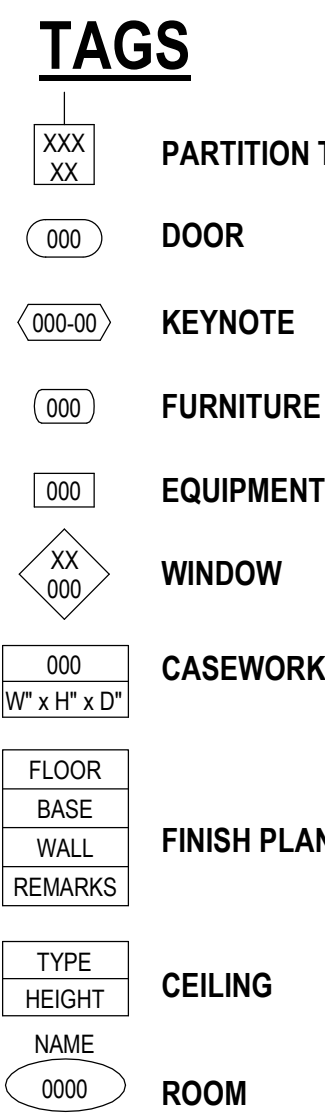 TAGS
XXX
XX
PARTITION T
000
DOOR
000-00
KEYNOTE
000
FURNITURE
000
EQUIPMENT
XX
000
WINDOW
000
W" x H" x D"
CASEWORK
FLOOR
BASE
WALL
REMARKS
FINISH PLAN
TYPE
HEIGHT
CEILING
NAME
0000
ROOM